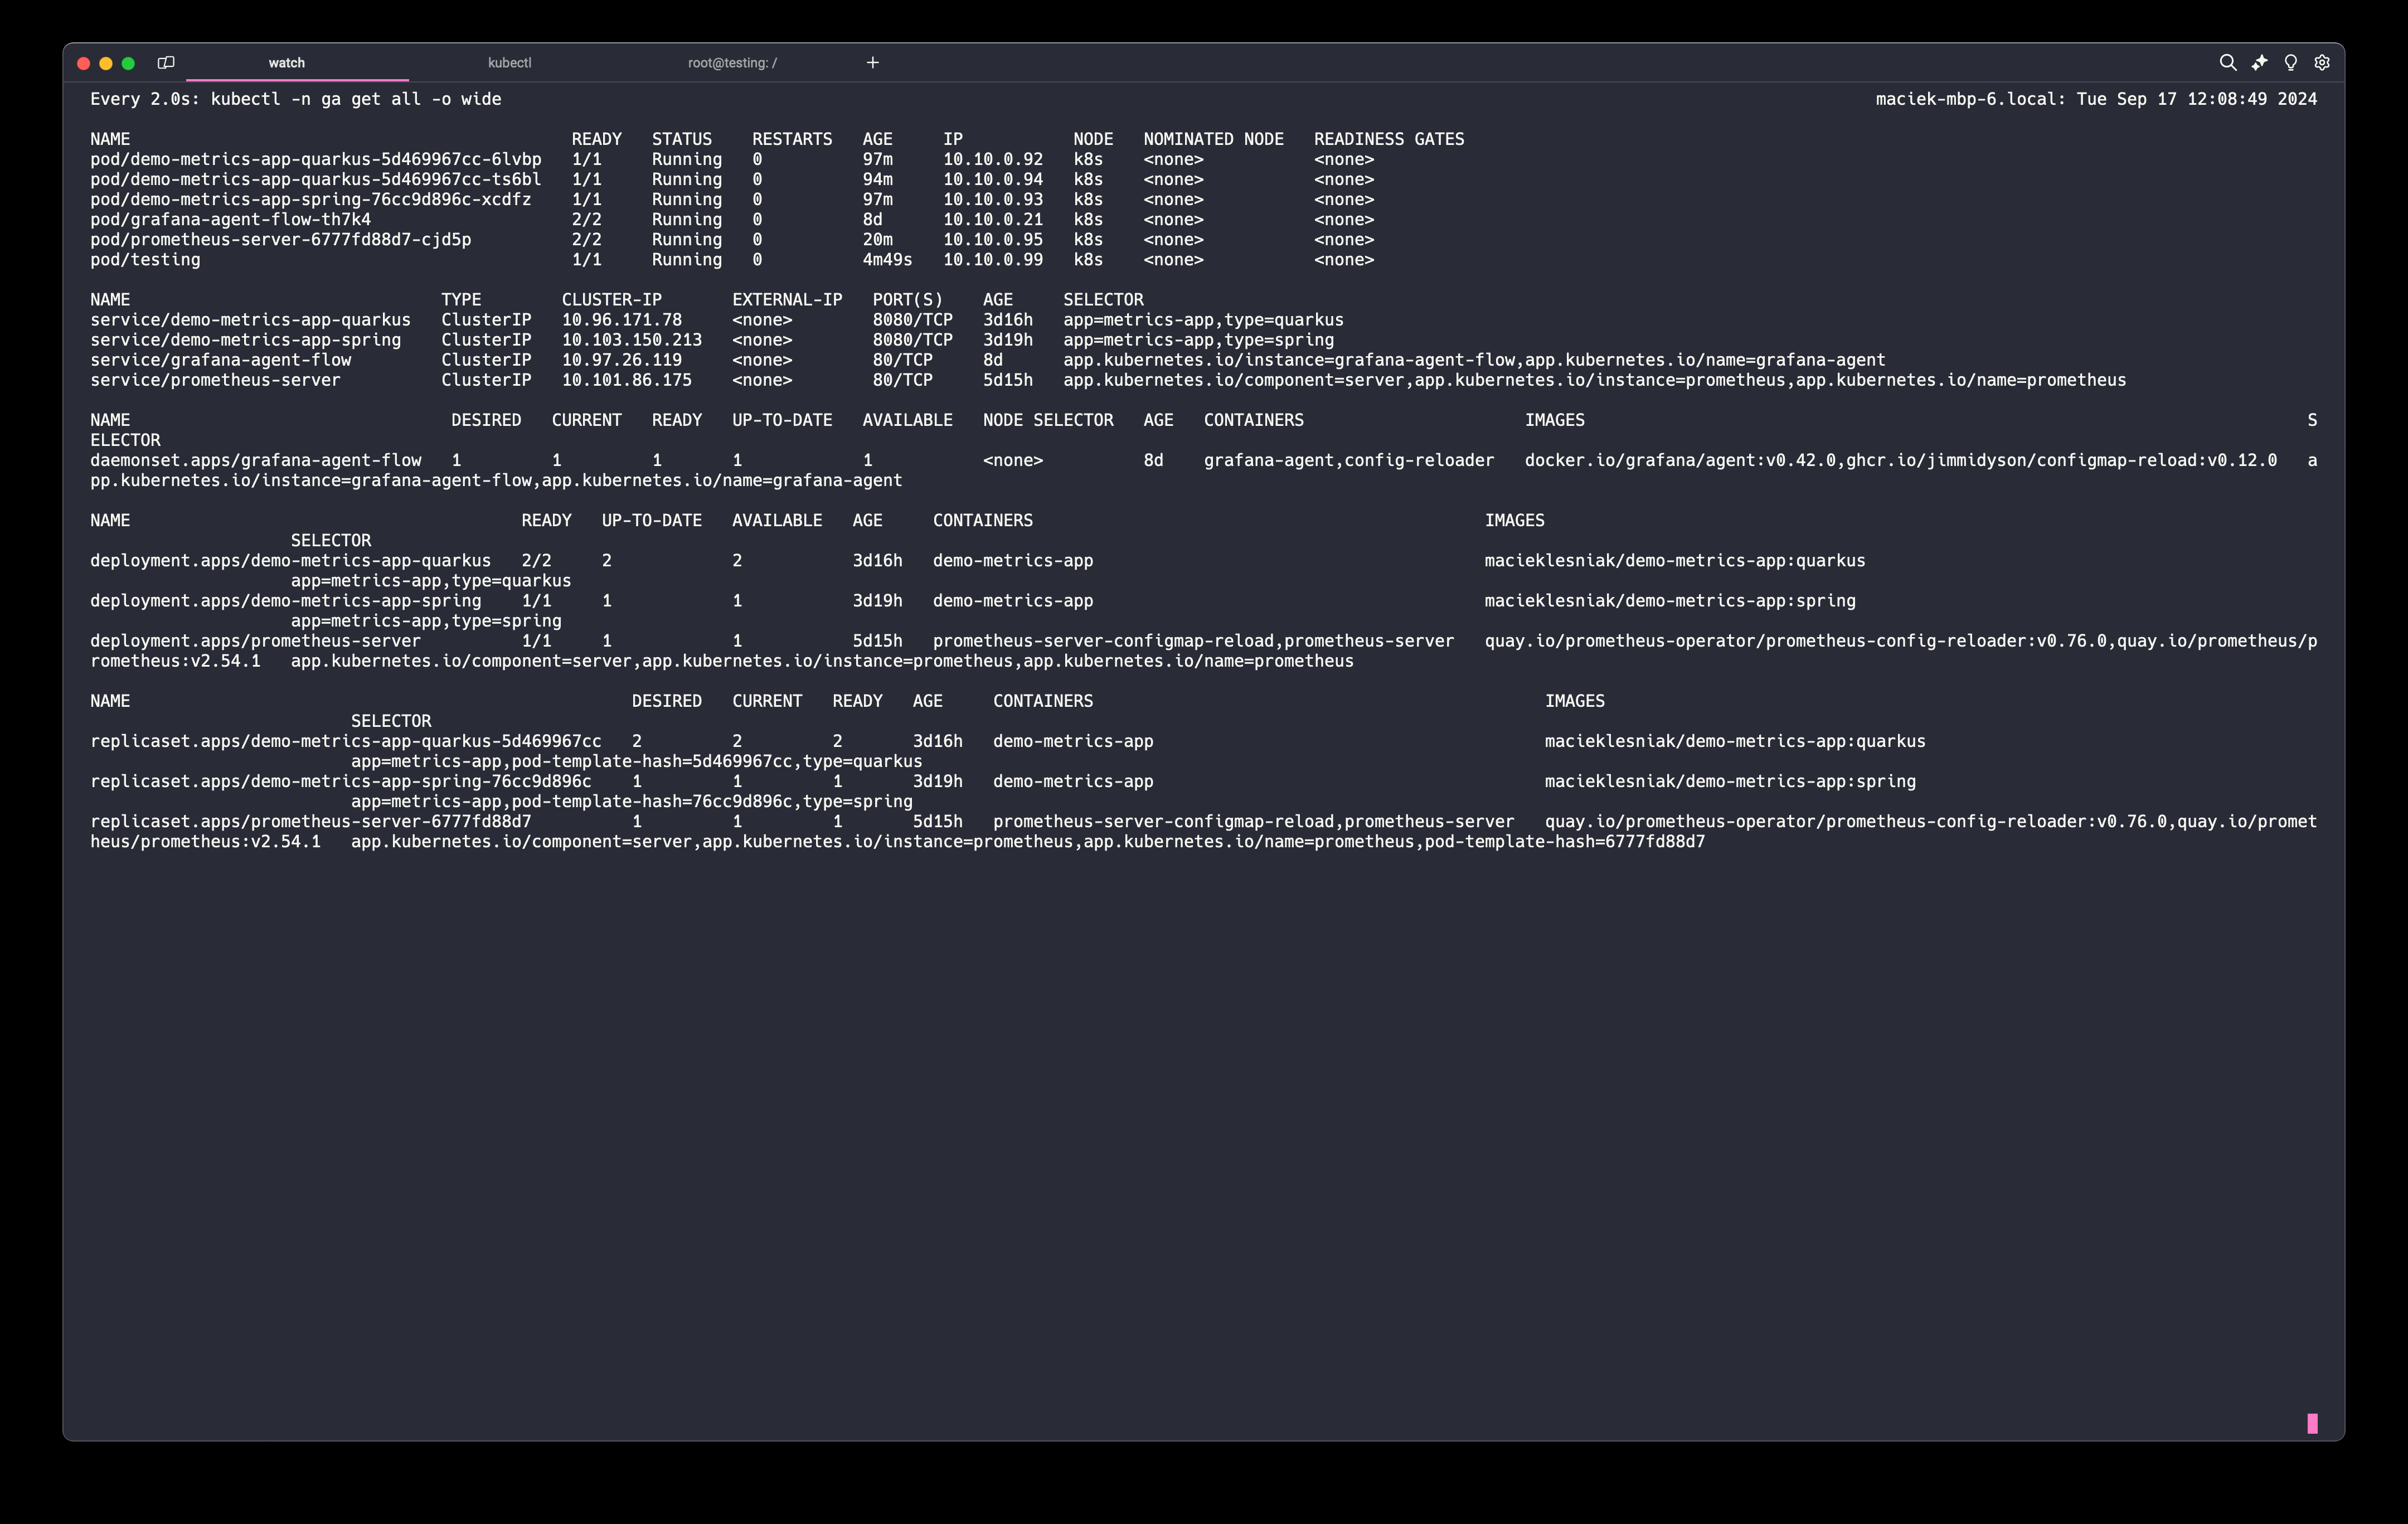 watch kubectl root@testing: / +
Every 2.0s: kubectl -n ga get all -o wide maciek-mbp-6.local: Tue Sep 17 12:08:49 2024
NAME READY STATUS RESTARTS AGE IP NODE NOMINATED NODE READINESS GATES
pod/demo-metrics-app-quarkus-5d469967cc-6lvbp 1/1 Running 0 97m 10.10.0.92 k8s <none> <none>
pod/demo-metrics-app-quarkus-5d469967cc-ts6bl 1/1 Running 0 94m 10.10.0.94 k8s <none> <none>
pod/demo-metrics-app-spring-76cc9d896c-xcdfz 1/1 Running 0 97m 10.10.0.93 k8s <none> <none>
pod/grafana-agent-flow-th7k4 2/2 Running 0 8d 10.10.0.21 k8s <none> <none>
pod/prometheus-server-6777fd88d7-cjd5p 2/2 Running 0 20m 10.10.0.95 k8s <none> <none>
pod/testing 1/1 Running 0 4m49s 10.10.0.99 k8s <none> <none>
NAME TYPE CLUSTER-IP EXTERNAL-IP PORT(S) AGE SELECTOR
service/demo-metrics-app-quarkus ClusterIP 10.96.171.78 <none> 8080/TCP 3d16h app=metrics-app,type=quarkus
service/demo-metrics-app-spring ClusterIP 10.103.150.213 <none> 8080/TCP 3d19h app=metrics-app,type=spring
service/grafana-agent-flow ClusterIP 10.97.26.119 <none> 80/TCP 8d app.kubernetes.io/instance=grafana-agent-flow,app.kubernetes.io/name=grafana-agent
service/prometheus-server ClusterIP 10.101.86.175 <none> 80/TCP 5d15h app.kubernetes.io/component=server,app.kubernetes.io/instance=prometheus,app.kubernetes.io/name=prometheus
NAME DESIRED CURRENT READY UP-TO-DATE AVAILABLE NODE SELECTOR AGE CONTAINERS IMAGES S
ELECTOR
daemonset.apps/grafana-agent-flow 1 1 1 1 1 <none> 8d grafana-agent,config-reloader docker.io/grafana/agent:v0.42.0,ghcr.io/jimmidyson/configmap-reload:v0.12.0 a
pp.kubernetes.io/instance=grafana-agent-flow,app.kubernetes.io/name=grafana-agent
NAME READY UP-TO-DATE AVAILABLE AGE CONTAINERS IMAGES
SELECTOR
deployment.apps/demo-metrics-app-quarkus 2/2 2 2 3d16h demo-metrics-app macieklesniak/demo-metrics-app:quarkus
app=metrics-app,type=quarkus
deployment.apps/demo-metrics-app-spring 1/1 1 1 3d19h demo-metrics-app macieklesniak/demo-metrics-app:spring
app=metrics-app,type=spring
deployment.apps/prometheus-server 1/1 1 1 5d15h prometheus-server-configmap-reload,prometheus-server quay.io/prometheus-operator/prometheus-config-reloader:v0.76.0,quay.io/prometheus/p
rometheus:v2.54.1 app.kubernetes.io/component=server,app.kubernetes.io/instance=prometheus,app.kubernetes.io/name=prometheus
NAME DESIRED CURRENT READY AGE CONTAINERS IMAGES
SELECTOR
replicaset.apps/demo-metrics-app-quarkus-5d469967cc 2 2 2 3d16h demo-metrics-app macieklesniak/demo-metrics-app:quarkus
app=metrics-app,pod-template-hash=5d469967cc,type=quarkus
replicaset.apps/demo-metrics-app-spring-76cc9d896c 1 1 1 3d19h demo-metrics-app macieklesniak/demo-metrics-app:spring
app=metrics-app,pod-template-hash=76cc9d896c,type=spring
replicaset.apps/prometheus-server-6777fd88d7 1 1 1 5d15h prometheus-server-configmap-reload,prometheus-server quay.io/prometheus-operator/prometheus-config-reloader:v0.76.0,quay.io/promet
heus/prometheus:v2.54.1 app.kubernetes.io/component=server,app.kubernetes.io/instance=prometheus,app.kubernetes.io/name=prometheus,pod-template-hash=6777fd88d7